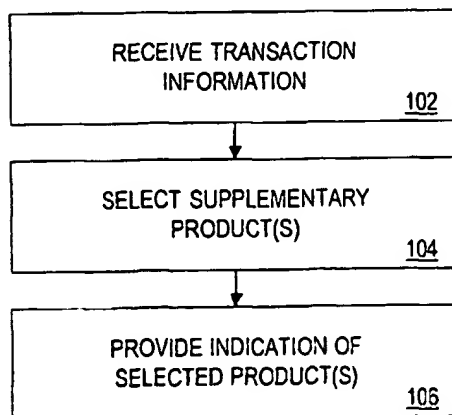 RECEIVE TRANSACTION
INFORMATION
102
SELECT SUPPLEMENTARY
PRODUCT(S)
104
PROVIDE INDICATION OF
SELECTED PRODUCT(S)
106